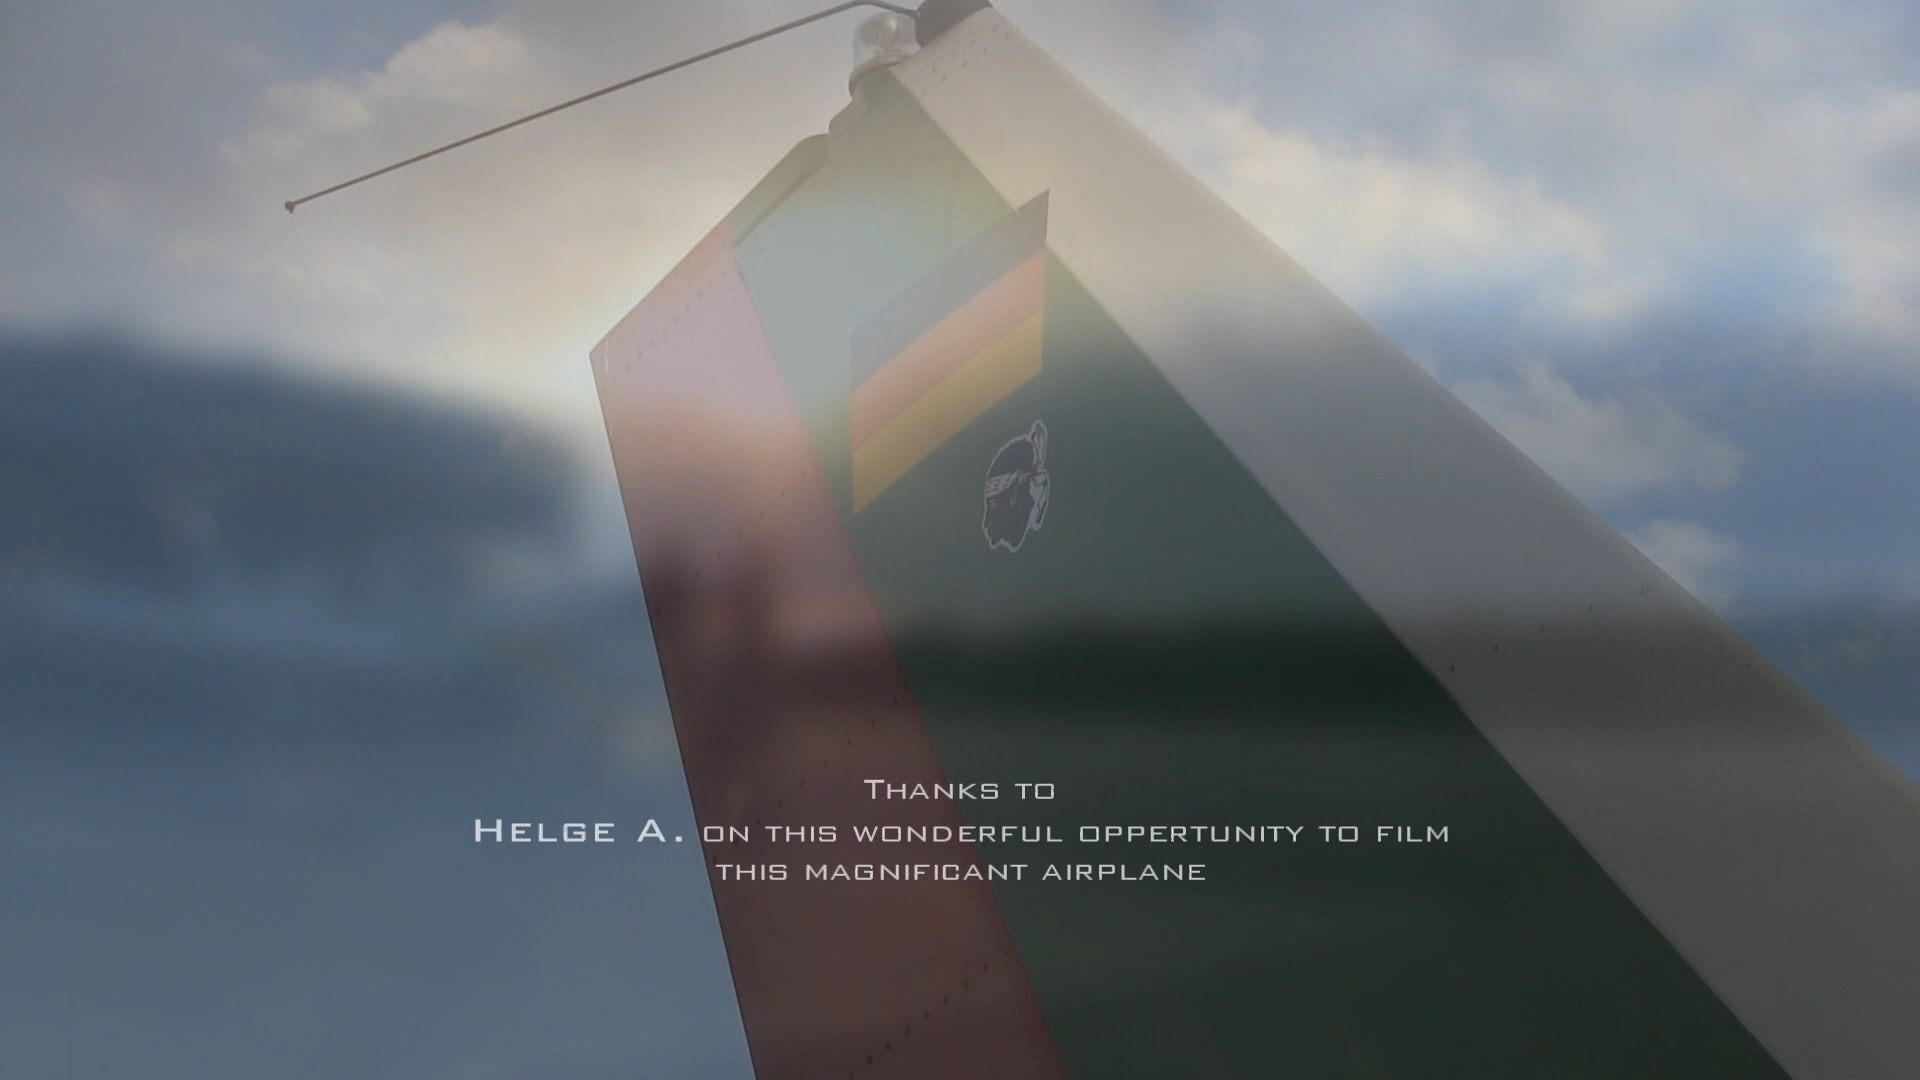 Thanks to
Helge A. on this wonderful oppertunity to film
this magnificant airplane